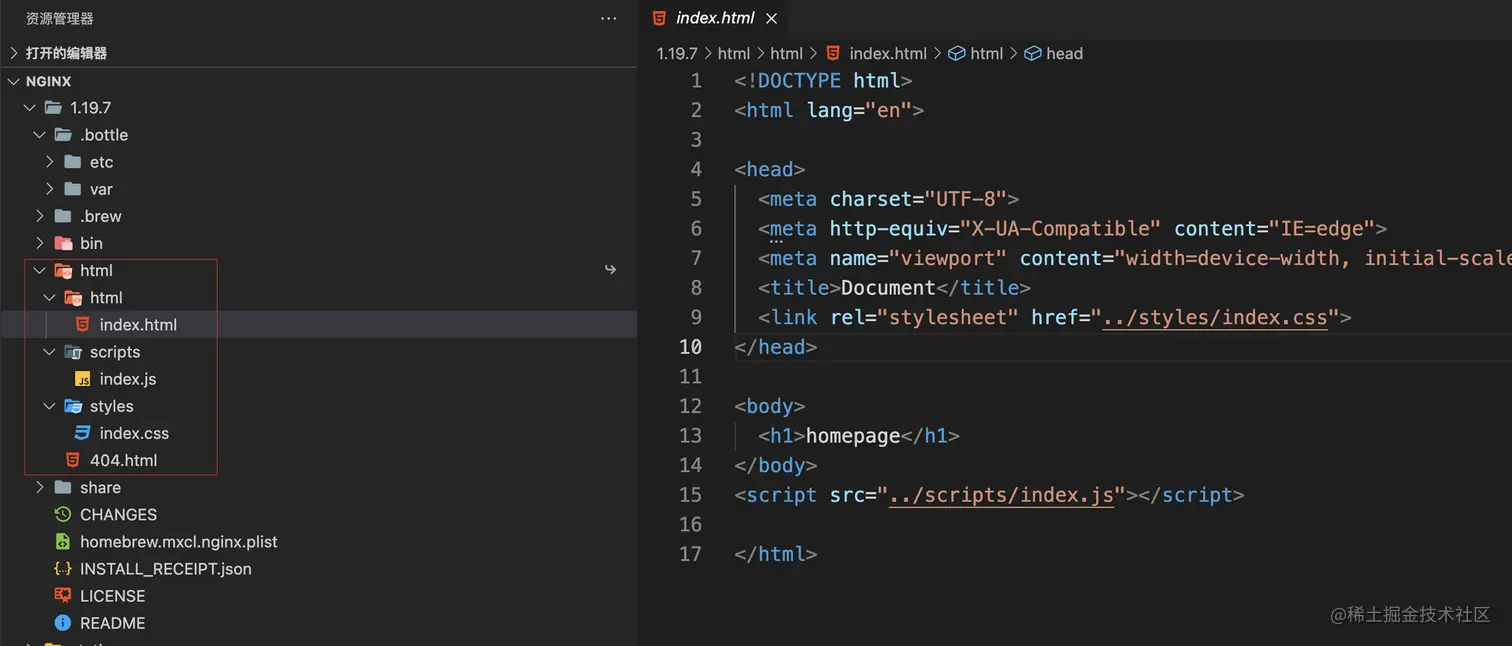 资源管理器
···
打开的编辑器
NGINX
1.19.7
.bottle
etc
var
.brew
bin
html
html
index.html
scripts
index.js
styles
index.css
404.html
share
CHANGES
homebrew.mxcl.nginx.plist
INSTALL_RECEIPT.json
LICENSE
README
index.html
1.19.7 > html > html > index.html > html > head
1 <!DOCTYPE html>
2 <html lang="en">
3
4 <head>
5 <meta charset="UTF-8">
6 <meta http-equiv="X-UA-Compatible" content="IE=edge">
7 <meta name="viewport" content="width=device-width, initial-scale
8 <title>Document</title>
9 <link rel="stylesheet" href="../styles/index.css">
10 </head>
11
12 <body>
13 <h1>homepage</h1>
14 </body>
15 <script src="../scripts/index.js"></script>
16
17 </html>
@稀土掘金技术社区